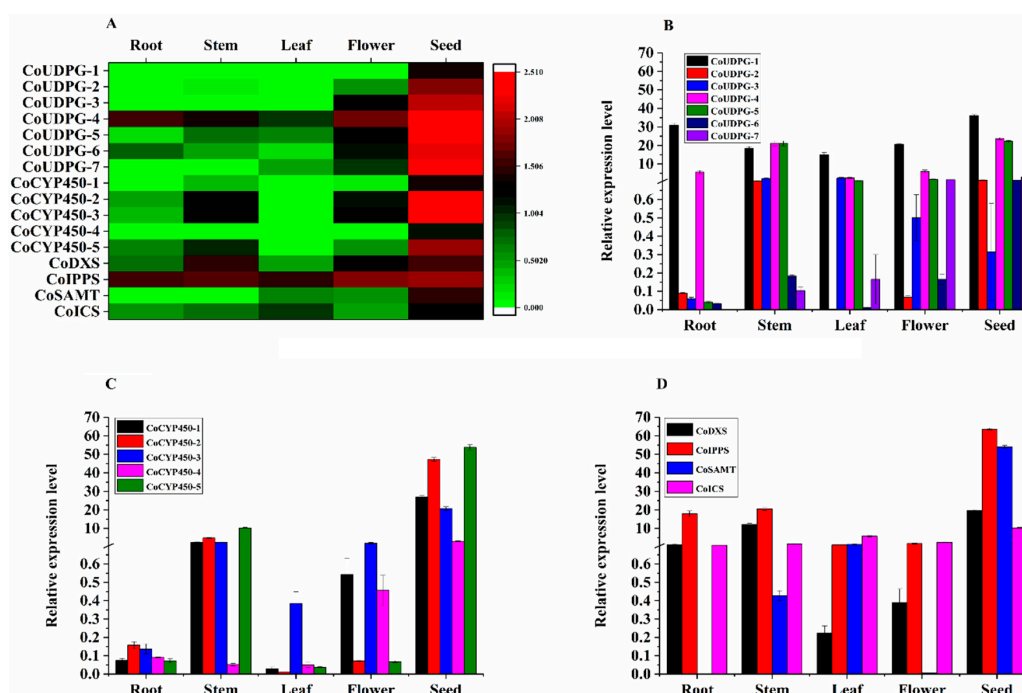 A
Root Stem Leaf Flower Seed
CoUDPG-1
CoUDPG-2
CoUDPG-3
CoUDPG-4
CoUDPG-5
CoUDPG-6
CoUDPG-7
CoCYP450-1
CoCYP450-2
CoCYP450-3
CoCYP450-4
CoCYP450-5
CoDXS
CoIPPS
CoSAMT
CoICS
2.510
2.008
1.506
1.004
0.5020
0.000
B
Relative expression level
70
60
50
40
30
20
10
0.6
0.5
0.4
0.3
0.2
0.1
0.0
CoUDPG-1
CoUDPG-2
CoUDPG-3
CoUDPG-4
CoUDPG-5
CoUDPG-6
CoUDPG-7
Root Stem Leaf Flower Seed
C
Relative expression level
70
60
50
40
30
20
10
0.6
0.5
0.4
0.3
0.2
0.1
0.0
CoCYP450-1
CoCYP450-2
CoCYP450-3
CoCYP450-4
CoCYP450-5
Root Stem Leaf Flower Seed
D
Relative expression level
70
60
50
40
30
20
10
0.6
0.5
0.4
0.3
0.2
0.1
0.0
CoDXS
CoIPPS
CoSAMT
CoICS
Root Stem Leaf Flower Seed